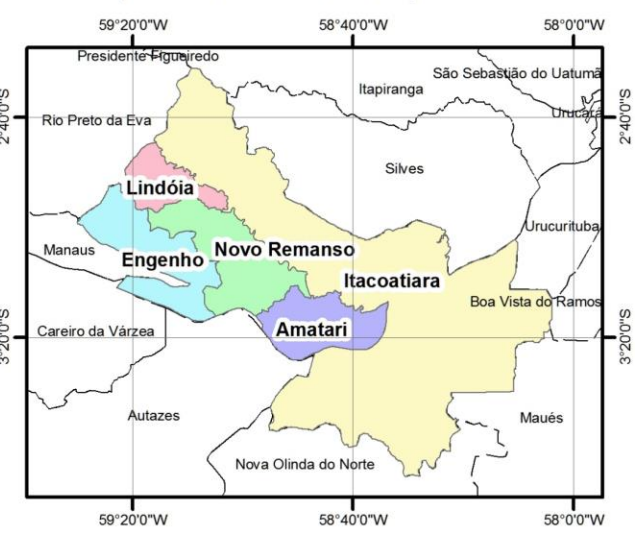 59°20'0"W
58°40'0"W
58°0'0"W
Presidente Figueiredo
São Sebastião do Uatumã
Itapiranga
2°40'0"S
2°40'0"S
Urucará
Rio Preto da Eva
Silves
Lindóia
Urucurituba
Manaus
Novo Remanso
Engenho
Itacoatiara
Boa Vista do Ramos
Careiro da Várzea
Amatari
3°20'0"S
3°20'0"S
Autazes
Maués
Nova Olinda do Norte
59°20'0"W
58°40'0"W
58°0'0"W